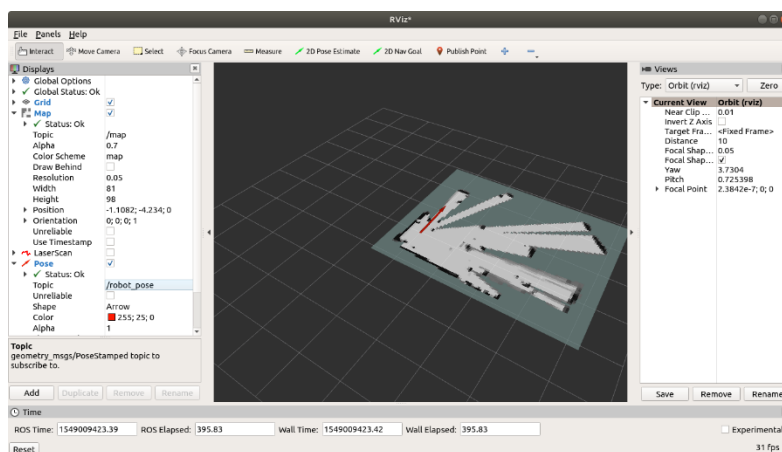 RViz*
File Panels Help
Interact Move Camera Select Focus Camera Measure 2D Pose Estimate 2D Nav Goal Publish Point
Displays
Global Options
Global Status: Ok
Grid
Map
Status: Ok
Topic /map
Alpha 0.7
Color Scheme map
Draw Behind
Resolution 0.05
Width 81
Height 98
Position -1.1082; -4.234; 0
Orientation 0; 0; 0; 1
Unreliable
Use Timestamp
LaserScan
Pose
Status: Ok
Topic /robot_pose
Unreliable
Shape Arrow
Color 255; 25; 0
Alpha 1
Topic
geometry_msgs/PoseStamped topic to
subscribe to.
Add Duplicate Remove Rename
Views
Type: Orbit (rviz) Zero
Current View Orbit (rviz)
Near Clip ... 0.01
Invert Z Axis
Target Fra... <Fixed Frame>
Distance 10
Focal Shap... 0.05
Focal Shap...
Yaw 3.7304
Pitch 0.725398
Focal Point 2.3842e-7; 0; 0
Save Remove Rename
Time
ROS Time: 1549009423.39 ROS Elapsed: 395.83 Wall Time: 1549009423.42 Wall Elapsed: 395.83 Experimental
Reset 31 fps